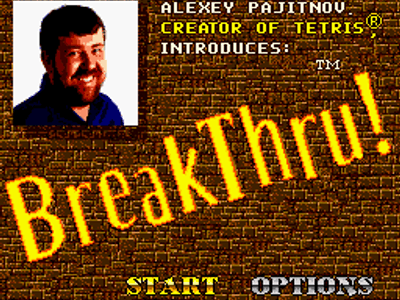 ALEXEY PAJITNOV
CREATOR OF TETRIS®,
INTRODUCES:
TM
BreakThru!
START OPTIONS